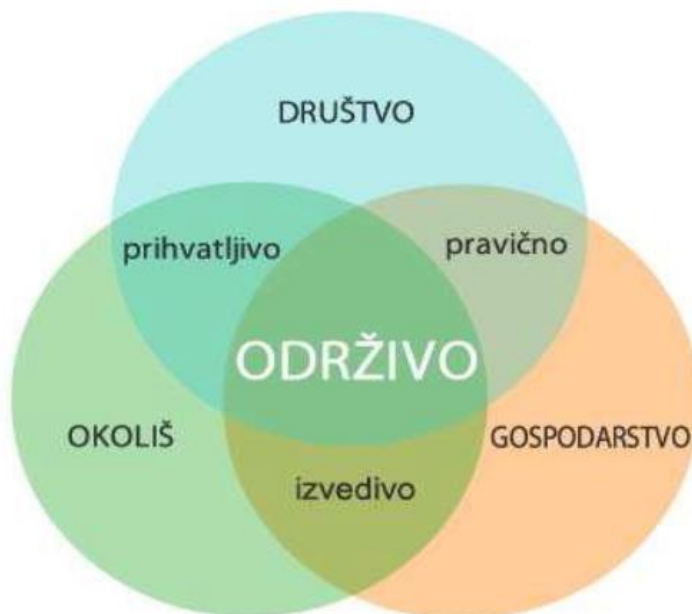 DRUŠTVO
prihvatljivo
pravično
ODRŽIVO
OKOLIŠ
GOSPODARSTVO
izvedivo